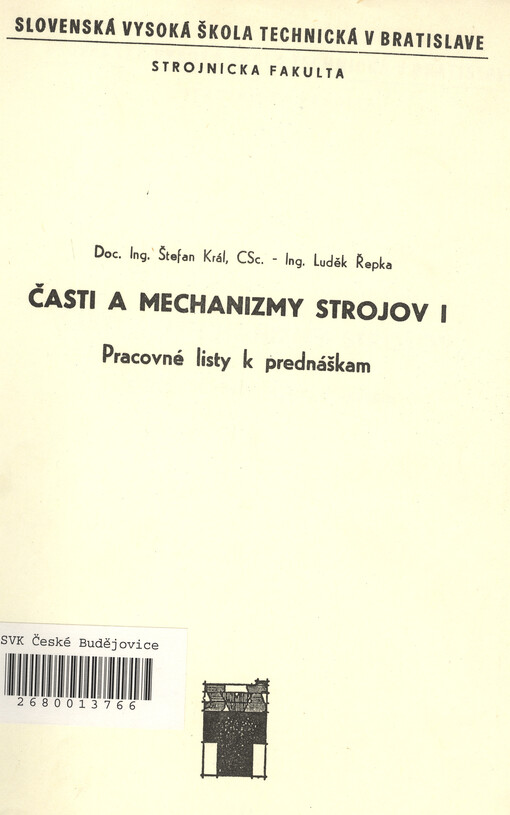 SLOVENSKÁ VYSOKÁ ŠKOLA TECHNICKÁ V BRATISLAVE
STROJNICKA FAKULTA
Doc. Ing. Štefan Král, CSc. - Ing. Luděk Řepka
ČASTI A MECHANIZMY STROJOV I
Pracovné listy k prednáškam
SVK České Budějovice
2680013766